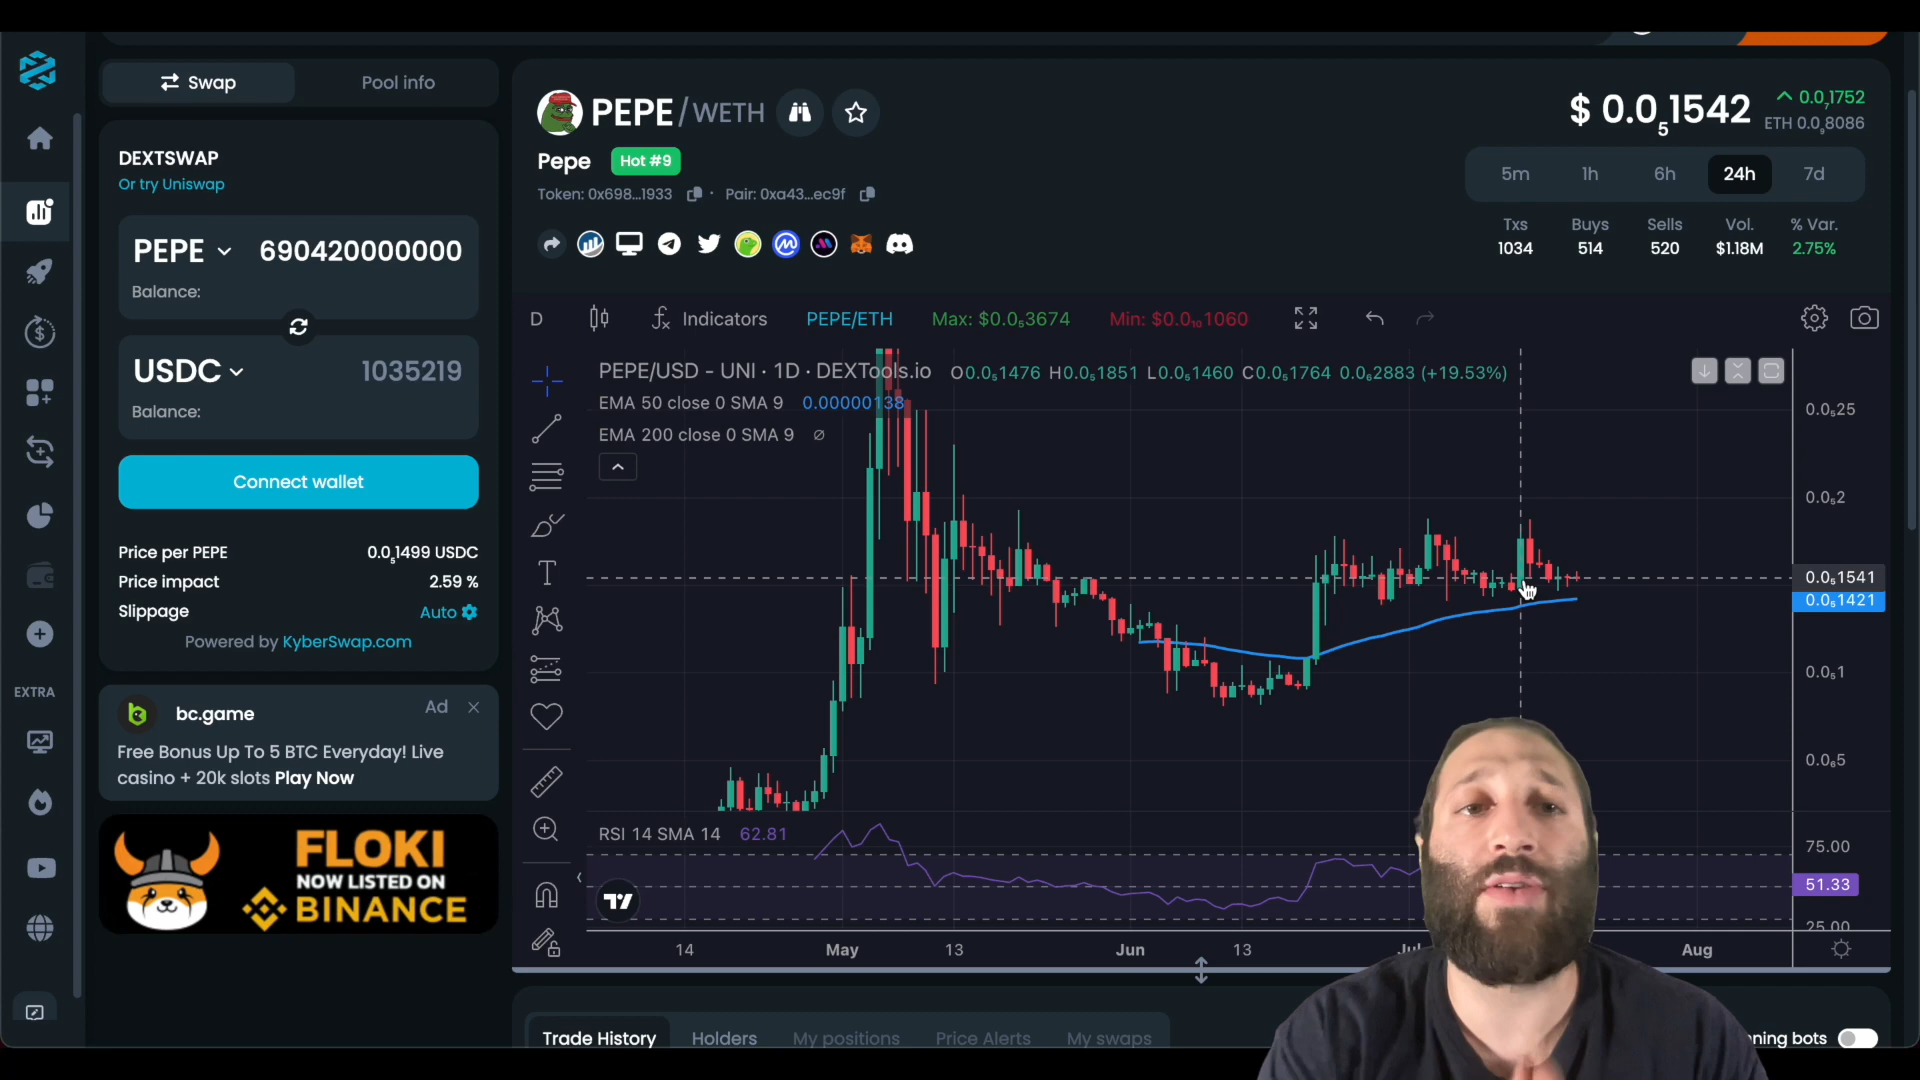 Swap
Pool info
DEXTSWAP
Or try Uniswap
PEPE 690420000000
Balance:
USDC 1035219
Balance:
Connect wallet
Price per PEPE 0.0₅1499 USDC
Price impact 2.59 %
Slippage Auto
Powered by KyberSwap.com
EXTRA
bc.game Ad
Free Bonus Up To 5 BTC Everyday! Live
casino + 20k slots Play Now
FLOKI
NOW LISTED ON
BINANCE
PEPE/WETH
Pepe Hot #9
Token: 0x698...1933 · Pair: 0xa43...ec9f
$ 0.0₅1542 0.0₇1752
ETH 0.0₉8086
5m 1h 6h 24h 7d
Txs Buys Sells Vol. % Var.
1034 514 520 $1.18M 2.75%
D Indicators PEPE/ETH Max: $0.0₅3674 Min: $0.0₁₀1060
PEPE/USD - UNI · 1D · DEXTools.io O0.0₅1476 H0.0₅1851 L0.0₅1460 C0.0₅1764 0.0₆2883 (+19.53%)
EMA 50 close 0 SMA 9 0.00000138
EMA 200 close 0 SMA 9 ∅
0.0₅25
0.0₅2
0.0₅1541
0.0₅1421
0.0₅1
0.0₆5
RSI 14 SMA 14 62.81
75.00
51.33
25.00
14 May 13 Jun 13 Jul Aug
Trade History Holders My positions Price Alerts My swaps
ning bots